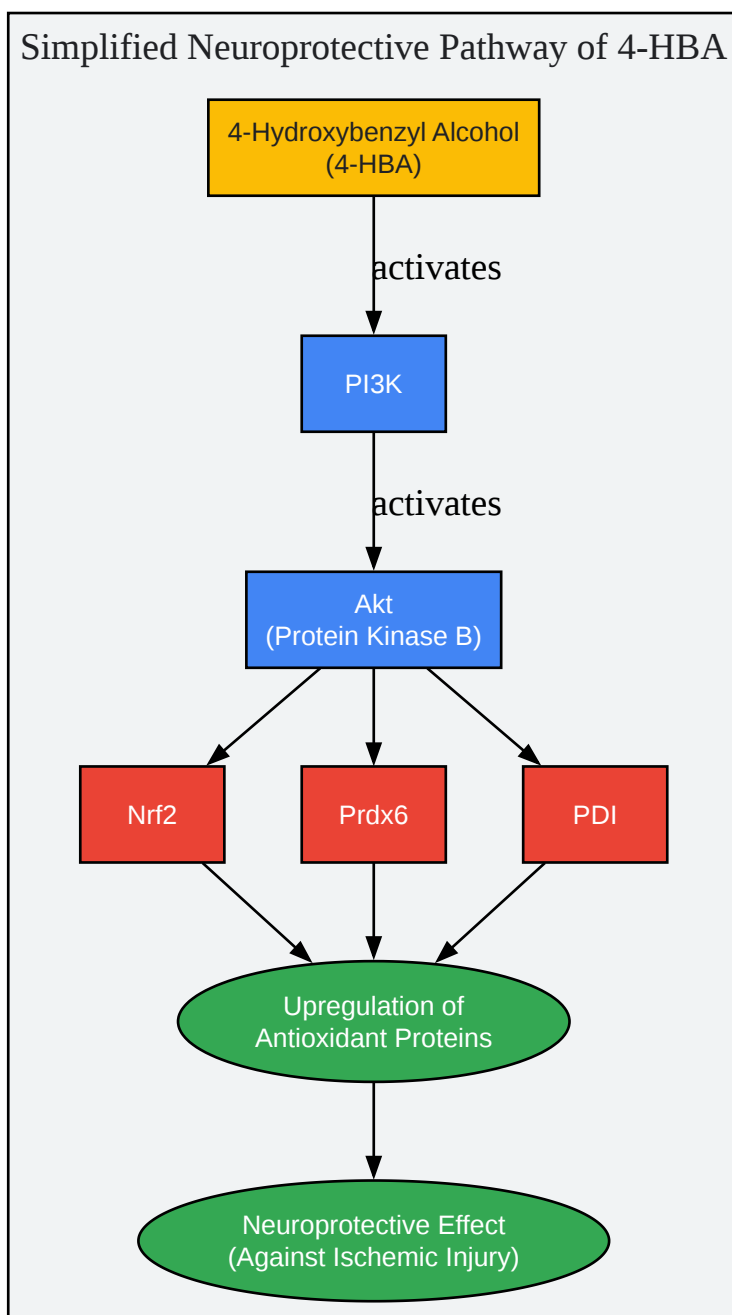 Simplified Neuroprotective Pathway of 4-HBA
4-Hydroxybenzyl Alcohol
(4-HBA)
activates
PI3K
activates
Akt
(Protein Kinase B)
Nrf2
Prdx6
PDI
Upregulation of
Antioxidant Proteins
Neuroprotective Effect
(Against Ischemic Injury)